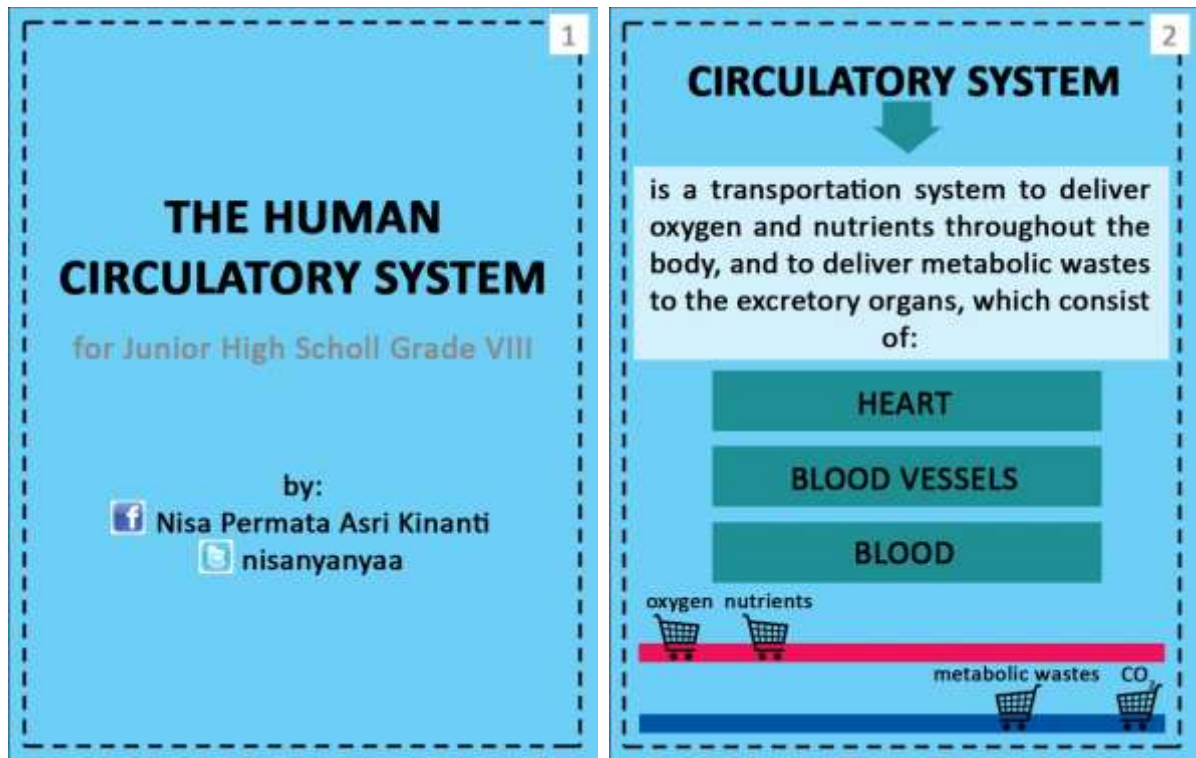 1
THE HUMAN
CIRCULATORY SYSTEM
for Junior High Scholl Grade VIII
by:
Nisa Permata Asri Kinanti
nisanyanyaa
2
CIRCULATORY SYSTEM
is a transportation system to deliver
oxygen and nutrients throughout the
body, and to deliver metabolic wastes
to the excretory organs, which consist
of:
HEART
BLOOD VESSELS
BLOOD
oxygen nutrients
metabolic wastes CO₂